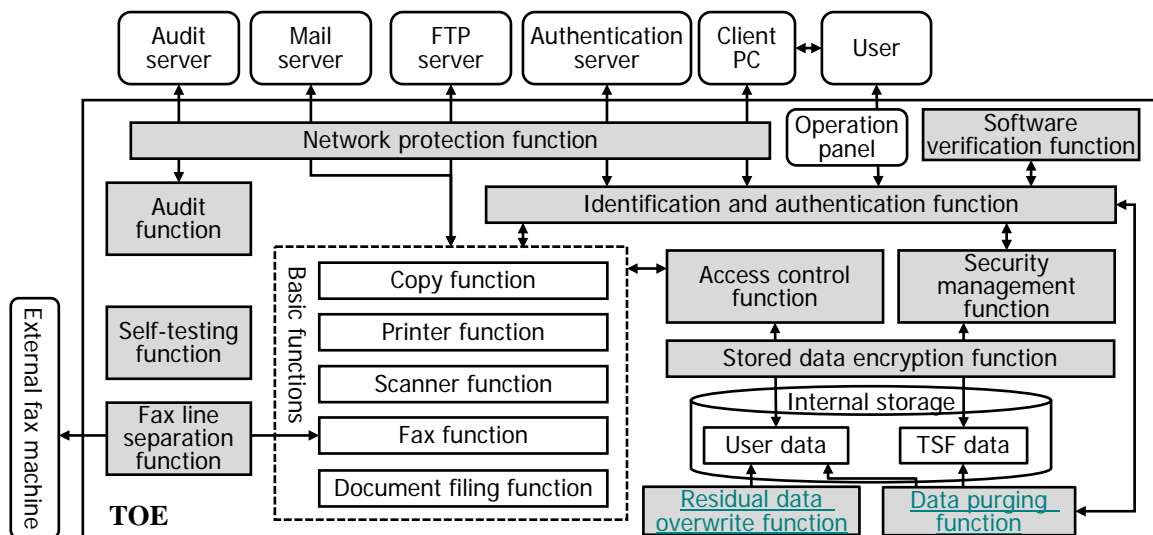 Audit
server
Mail
server
FTP
server
Authentication
server
Client
PC
User
Network protection function
Operation
panel
Software
verification function
Audit
function
Identification and authentication function
Basic functions
Copy function
Printer function
Scanner function
Fax function
Document filing function
Access control
function
Security
management
function
External fax machine
Self-testing
function
Fax line
separation
function
Stored data encryption function
Internal storage
User data
TSF data
Residual data
overwrite function
Data purging
function
TOE